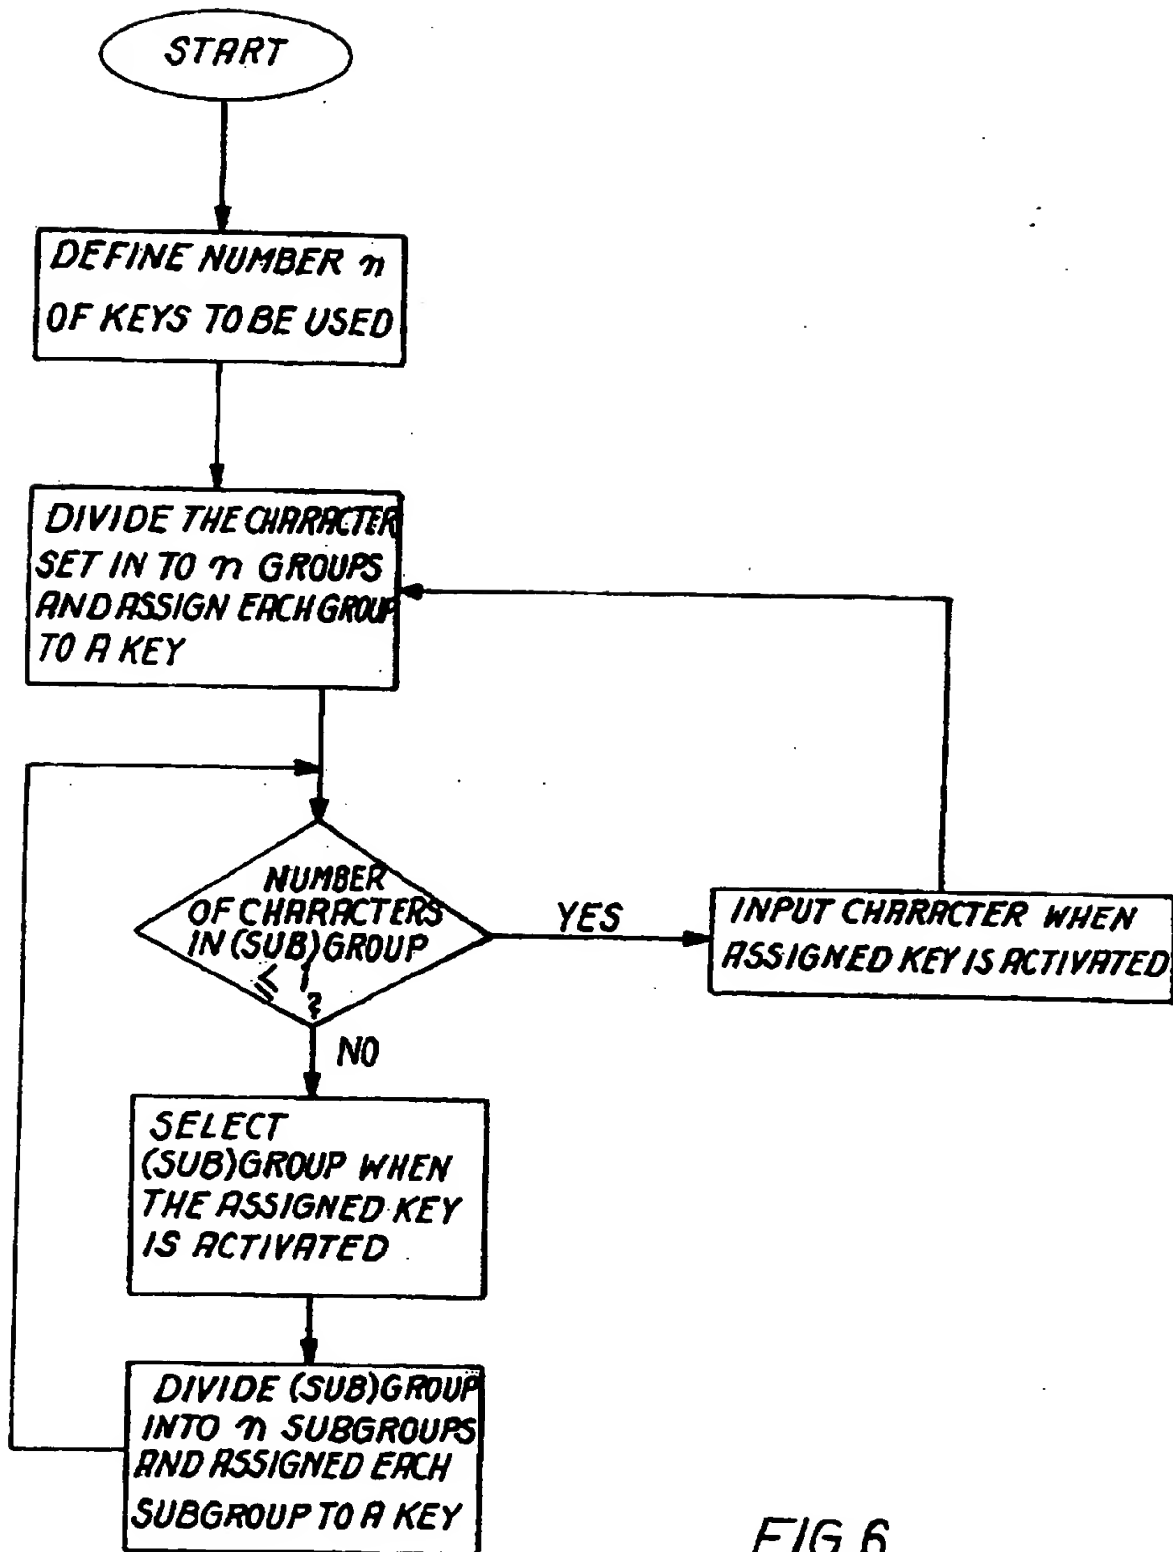 START
DEFINE NUMBER n
OF KEYS TO BE USED
DIVIDE THE CHARACTER
SET IN TO n GROUPS
AND ASSIGN EACH GROUP
TO A KEY
NUMBER
OF CHARACTERS
IN (SUB)GROUP
≤ 1
?
YES
INPUT CHARACTER WHEN
ASSIGNED KEY IS ACTIVATED
NO
SELECT
(SUB)GROUP WHEN
THE ASSIGNED KEY
IS ACTIVATED
DIVIDE (SUB)GROUP
INTO n SUBGROUPS
AND ASSIGNED EACH
SUBGROUP TO A KEY
FIG. 6